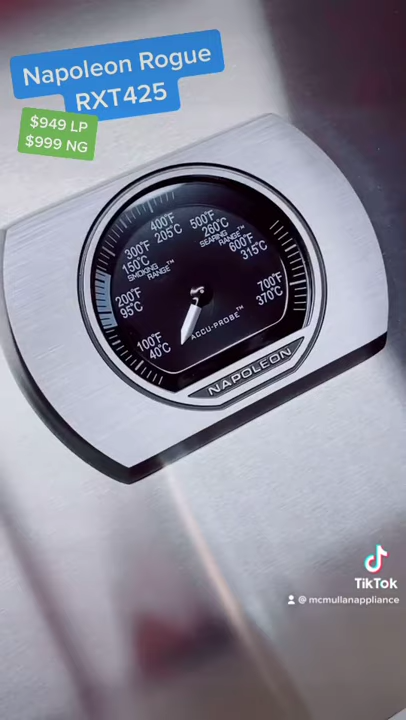 Napoleon Rogue
RXT425
$949 LP
$999 NG
400°F
205°C
500°F
260°C
SEARING
RANGE™
300°F
150°C
SMOKING
RANGE™
600°F
315°C
200°F
95°C
700°F
370°C
100°F
40°C
ACCU-PROBE™
NAPOLEON
TikTok
@ mcmullanappliance